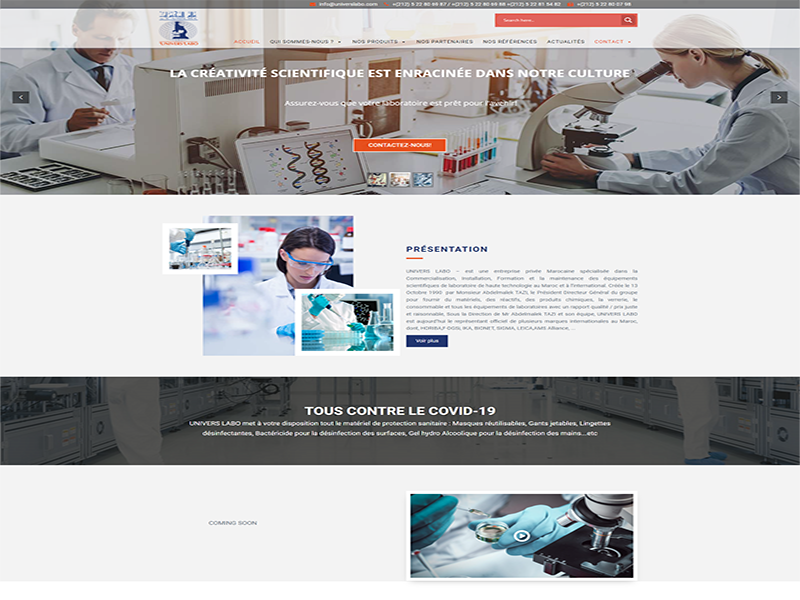 info@universlabo.com
+(212) 5 22 80 66 67 / +(212) 5 22 80 66 88 +(212) 5 22 81 54 82
+(212) 5 22 80 07 98
Search here...
UNIVERS LABO
ACCUEIL QUI SOMMES-NOUS ? NOS PRODUITS NOS PARTENAIRES NOS RÉFÉRENCES ACTUALITÉS CONTACT
LA CRÉATIVITÉ SCIENTIFIQUE EST ENRACINÉE DANS NOTRE CULTURE
Assurez-vous que votre laboratoire est prêt pour l'avenir!
CONTACTEZ-NOUS!
PRÉSENTATION
UNIVERS LABO – est une entreprise privée Marocaine spécialisée dans la
Commercialisation, Installation, Formation et la maintenance des équipements
scientifiques de laboratoire de haute technologie au Maroc et à l'international. Créée le 13
Octobre 1990 par Monsieur Abdelmalek TAZI, le Président Directeur Général du groupe
pour fournir du matériels, des réactifs, des produits chimiques, la verrerie, le
consommable et tous les équipements de laboratoires avec un rapport qualité / prix juste
et raisonnable, Sous la Direction de Mr Abdelmalek TAZI et son équipe, UNIVERS LABO
est aujourd'hui le représentant officiel de plusieurs marques internationales au Maroc,
dont, HORIBA,F OGSI, IKA, BIONET, SIGMA, LEICA,AMS Alliance, ...
Voir plus
TOUS CONTRE LE COVID-19
UNIVERS LABO met à votre disposition tout le matériel de protection sanitaire : Masques réutilisables, Gants jetables, Lingettes
désinfectantes, Bactéricide pour la désinfection des surfaces, Gel hydro Alcoolique pour la désinfection des mains...etc
COMING SOON